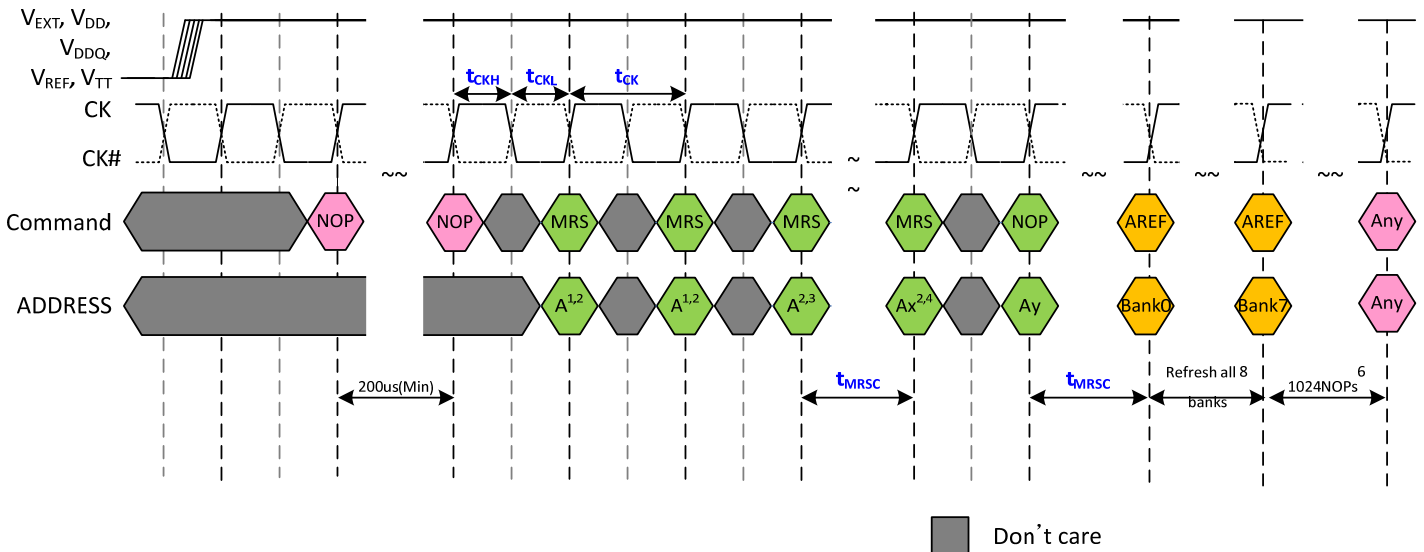 VEXT, VDD,
VDDQ,
VREF, VTT
tCKH tCKL tCK
CK
CK#
~~ ~ ~ ~~ ~~ ~~
Command NOP NOP MRS MRS MRS MRS NOP AREF AREF Any
ADDRESS A1,2 A1,2 A2,3 Ax2,4 Ay Bank0 Bank7 Any
200us(Min) tMRSC tMRSC Refresh all 8 banks 1024NOPs6
Don't care